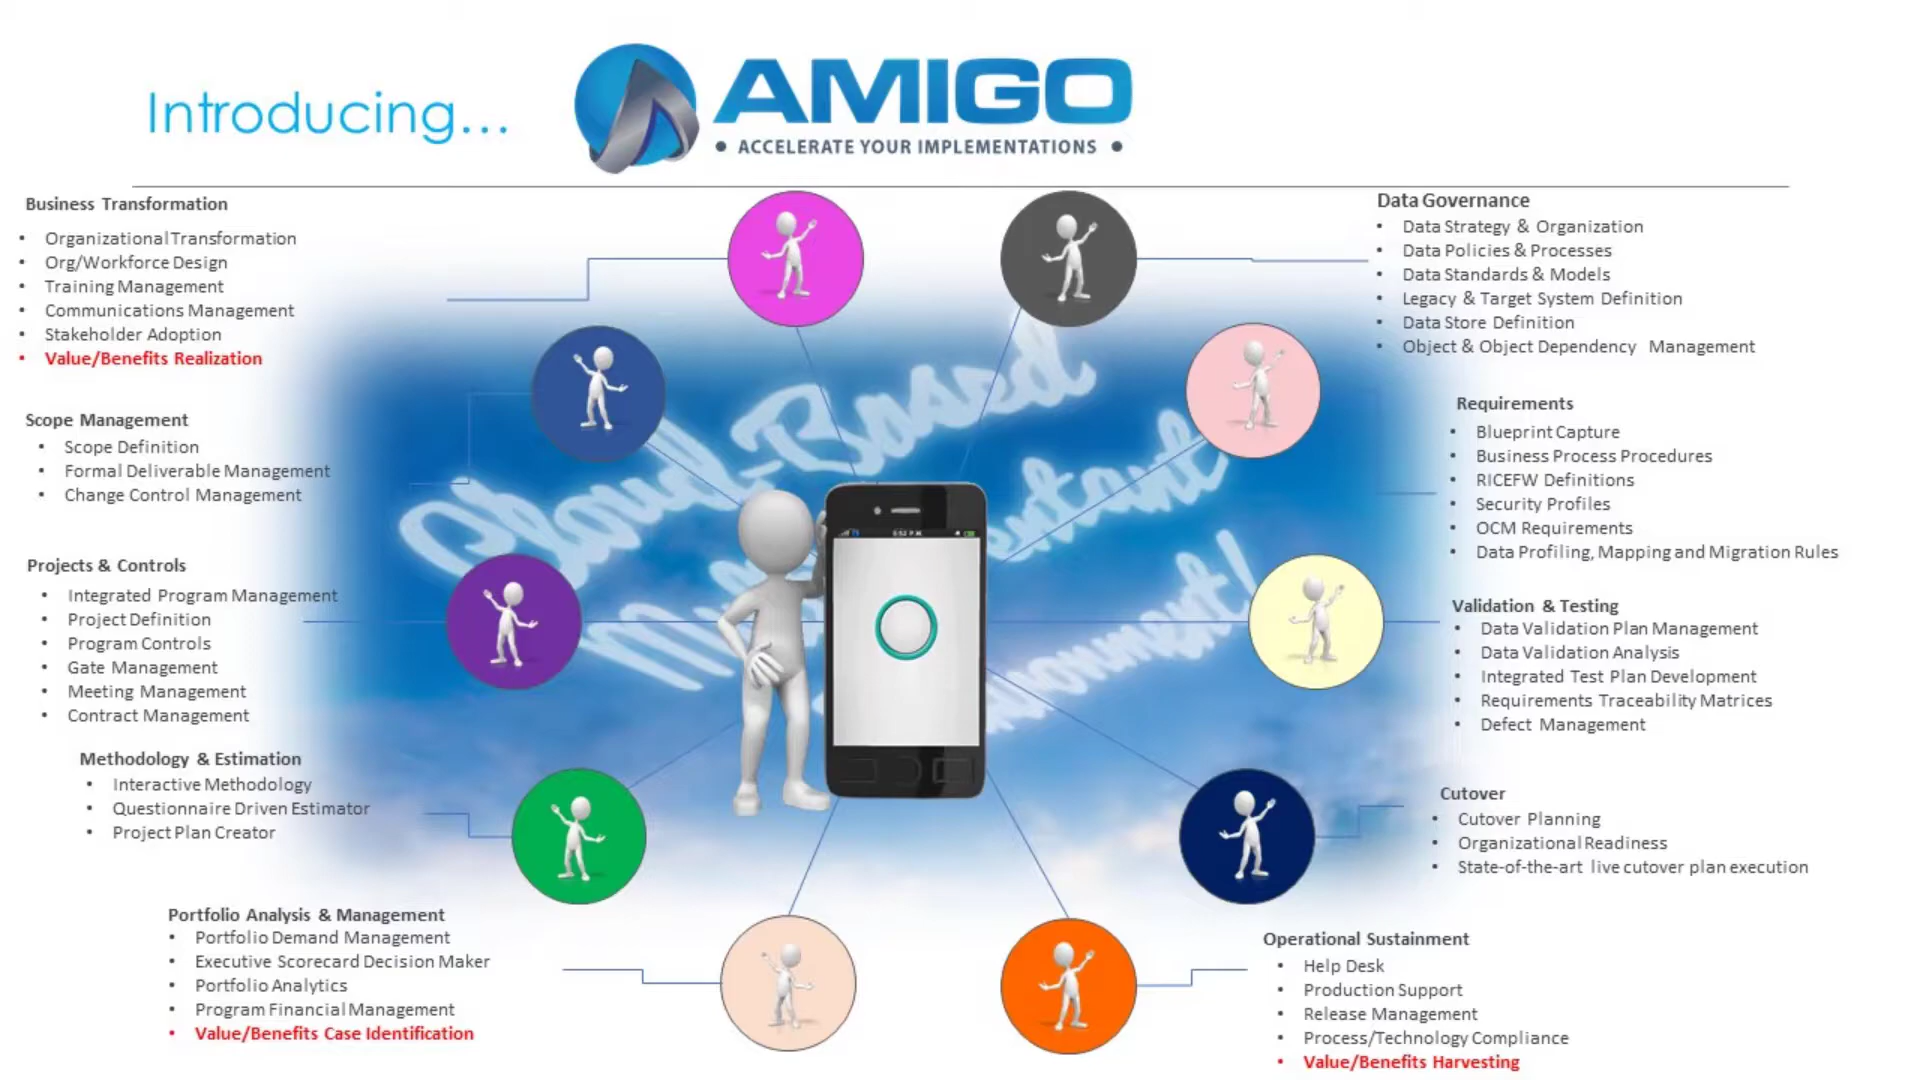 Introducing...
AMIGO
• ACCELERATE YOUR IMPLEMENTATIONS •
Business Transformation
• Organizational Transformation
• Org/Workforce Design
• Training Management
• Communications Management
• Stakeholder Adoption
• Value/Benefits Realization
Scope Management
• Scope Definition
• Formal Deliverable Management
• Change Control Management
Projects & Controls
• Integrated Program Management
• Project Definition
• Program Controls
• Gate Management
• Meeting Management
• Contract Management
Methodology & Estimation
• Interactive Methodology
• Questionnaire Driven Estimator
• Project Plan Creator
Portfolio Analysis & Management
• Portfolio Demand Management
• Executive Scorecard Decision Maker
• Portfolio Analytics
• Program Financial Management
• Value/Benefits Case Identification
Cloud-Based
Data Governance
• Data Strategy & Organization
• Data Policies & Processes
• Data Standards & Models
• Legacy & Target System Definition
• Data Store Definition
• Object & Object Dependency Management
Requirements
• Blueprint Capture
• Business Process Procedures
• RICEFW Definitions
• Security Profiles
• OCM Requirements
• Data Profiling, Mapping and Migration Rules
Validation & Testing
• Data Validation Plan Management
• Data Validation Analysis
• Integrated Test Plan Development
• Requirements Traceability Matrices
• Defect Management
Cutover
• Cutover Planning
• Organizational Readiness
• State-of-the-art live cutover plan execution
Operational Sustainment
• Help Desk
• Production Support
• Release Management
• Process/Technology Compliance
• Value/Benefits Harvesting